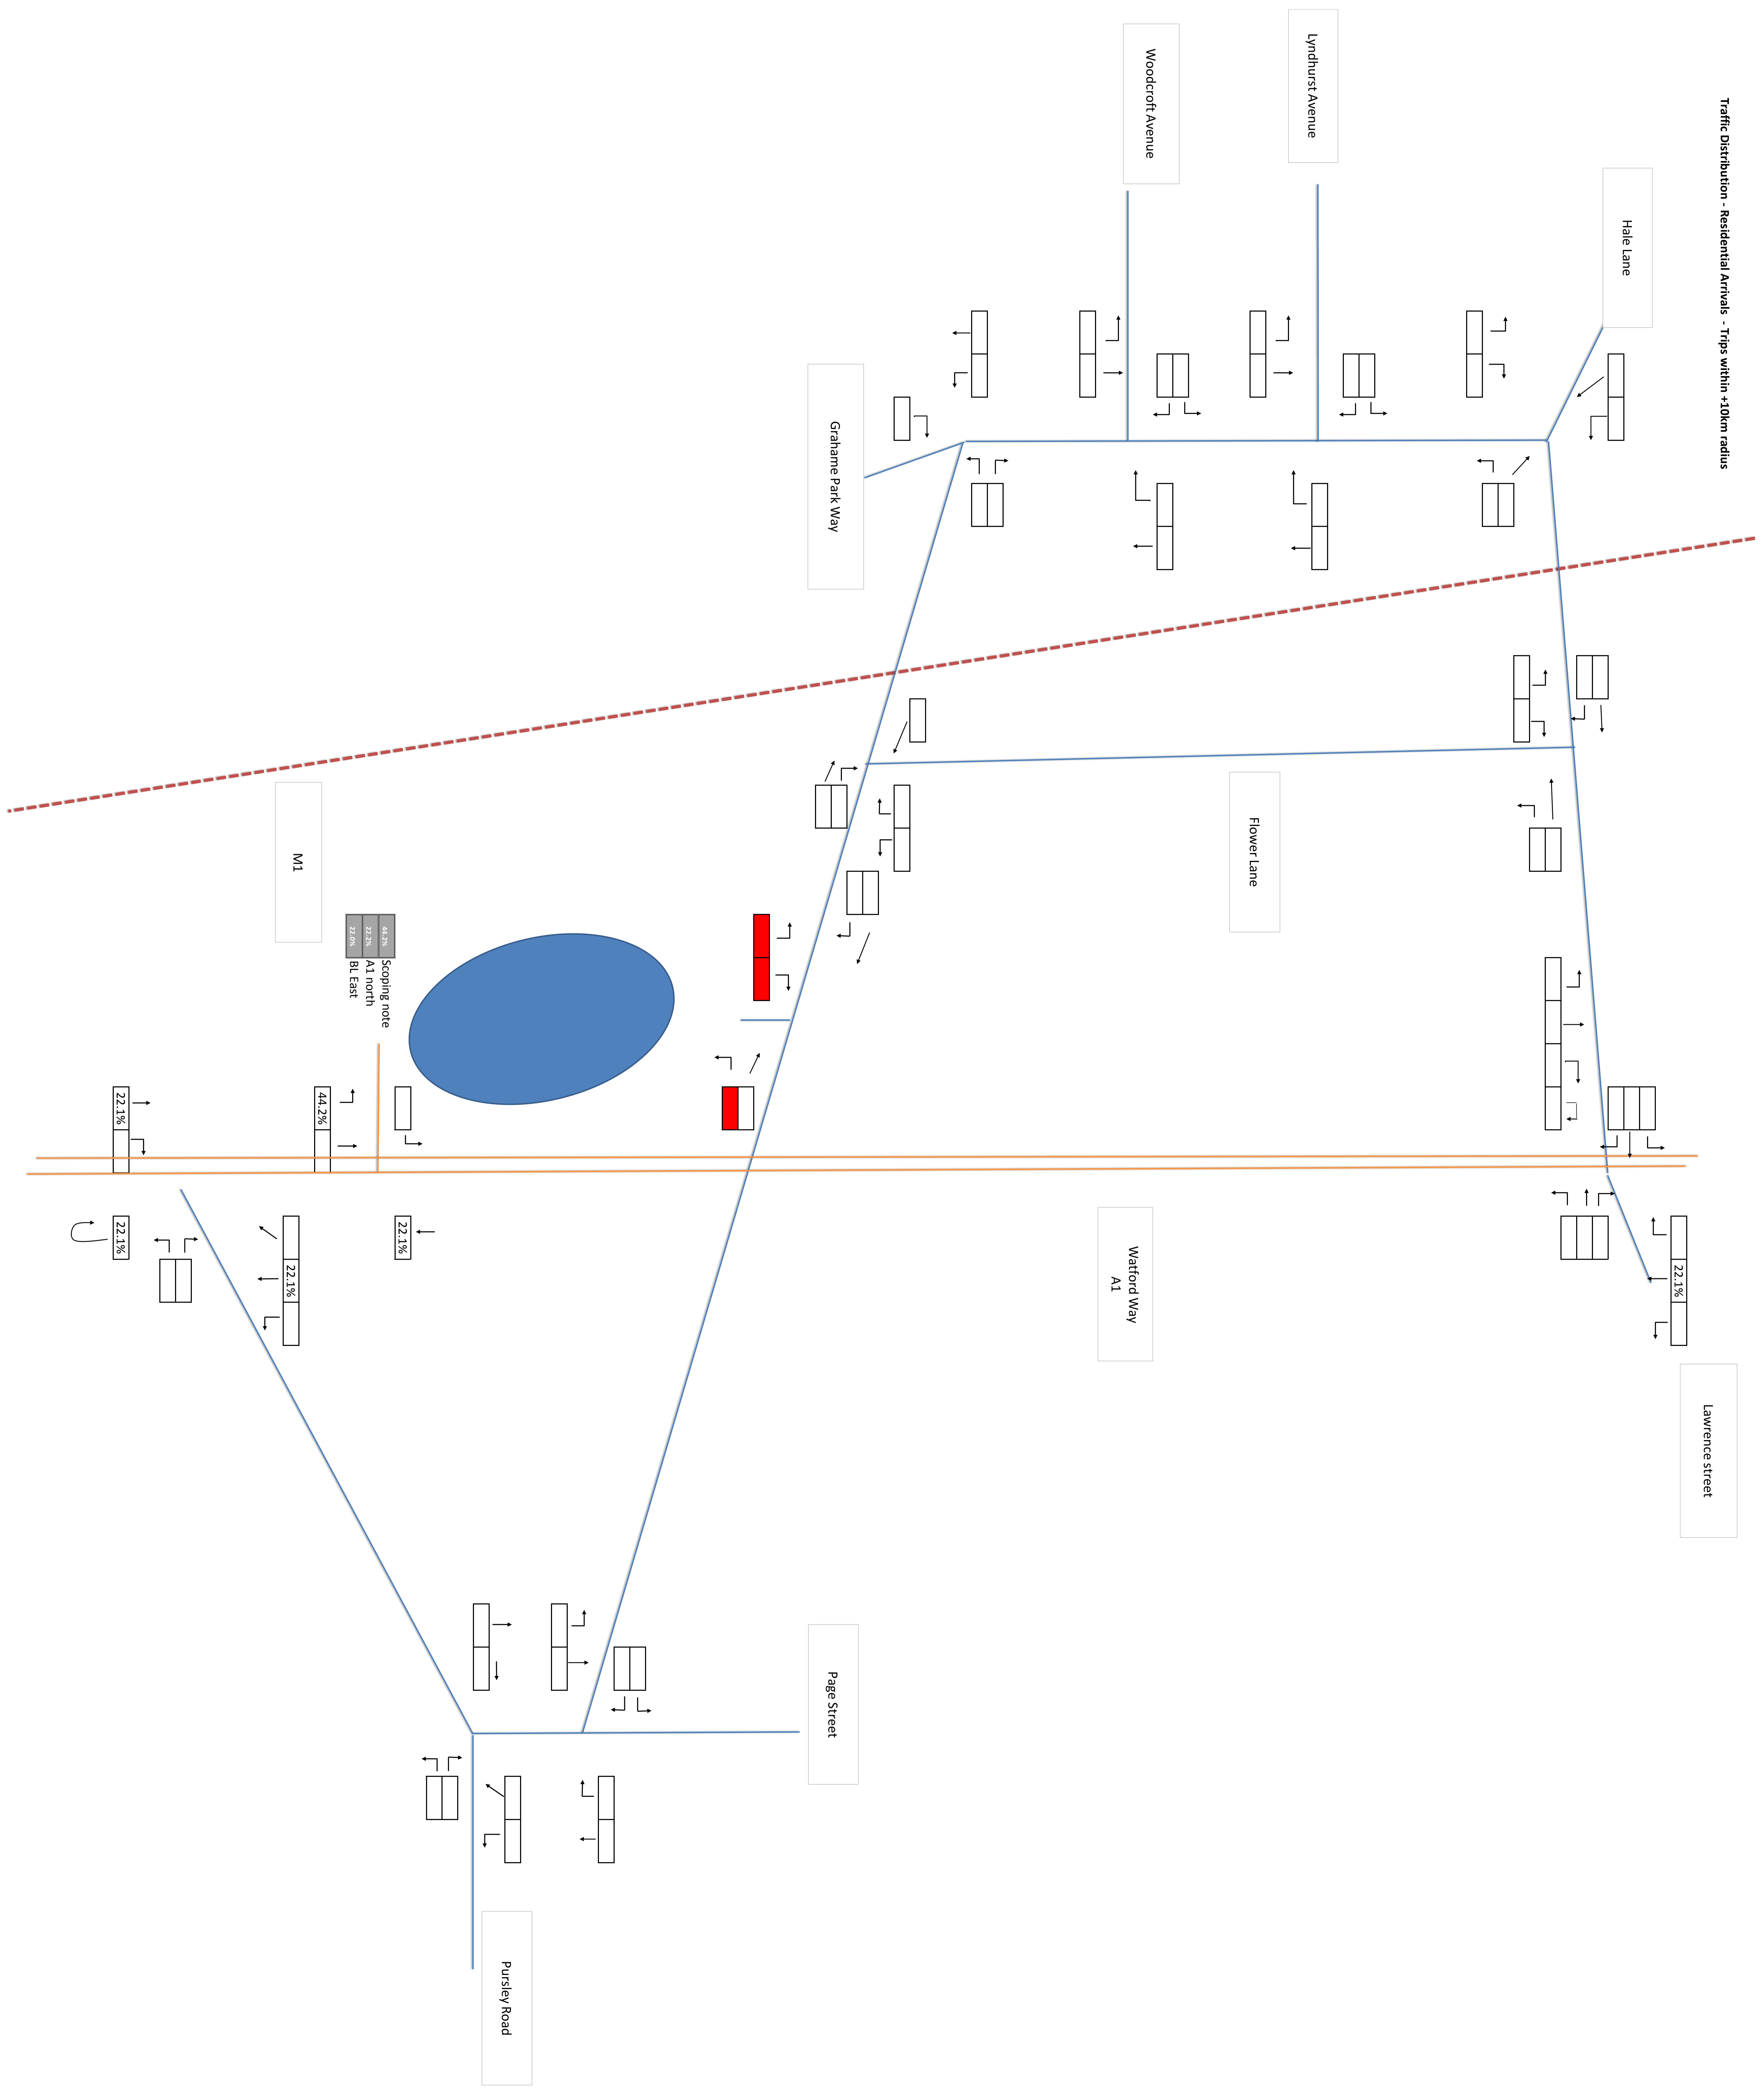 Traffic Distribution - Residential Arrivals - Trips within +10km radius
Hale Lane
Lyndhurst Avenue
Woodcroft Avenue
Grahame Park Way
Flower Lane
M1
44.2% Scoping note
22.2% A1 north
22.0% BL East
Lawrence street
22.1%
Watford Way
A1
22.1%
44.2%
22.1%
22.1%
22.1%
Page Street
Pursley Road